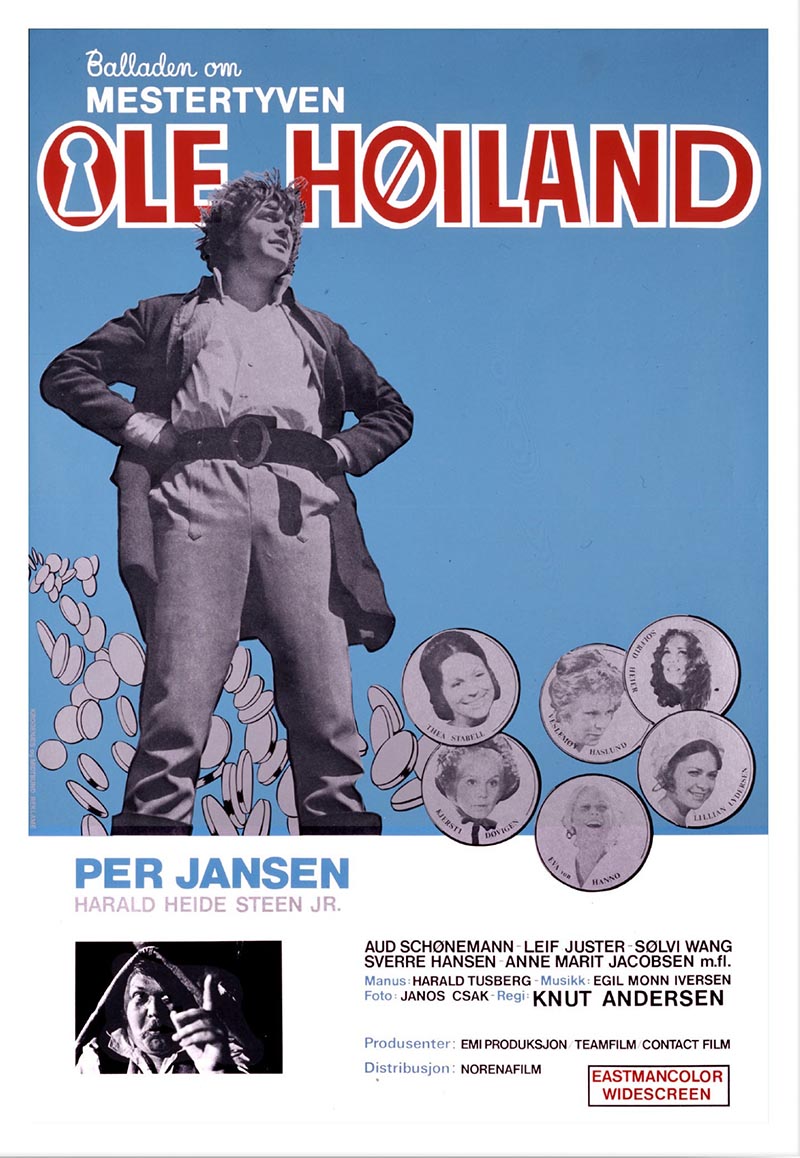 Balladen om
MESTERTYVEN
OLE HØILAND
SOLFRID HEIER
THEA STABELL
VESLEMØY HASLUND
KJERSTI DØVIGEN
LILLIAN LYDERSEN
EVA von HANNO
PER JANSEN
HARALD HEIDE STEEN JR.
AUD SCHØNEMANN - LEIF JUSTER - SØLVI WANG
SVERRE HANSEN - ANNE MARIT JACOBSEN m.fl.
Manus: HARALD TUSBERG - Musikk: EGIL MONN IVERSEN
Foto: JANOS CSAK - Regi: KNUT ANDERSEN
Produsenter: EMI PRODUKSJON / TEAMFILM / CONTACT FILM
Distribusjon: NORENAFILM
EASTMANCOLOR
WIDESCREEN